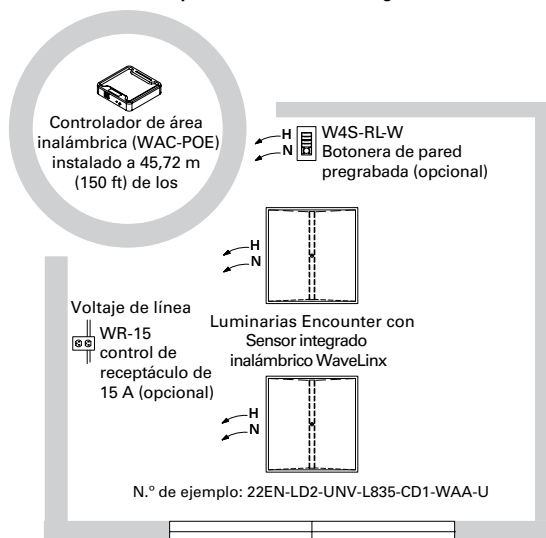 Controlador de área
inalámbrica (WAC-POE)
instalado a 45,72 m
(150 ft) de los
H
N
W4S-RL-W
Botonera de pared
pregrabada (opcional)
H
N
Voltaje de línea
WR-15
control de
receptáculo de
15 A (opcional)
Luminarias Encounter con
Sensor integrado
inalámbrico WaveLinx
H
N
N.º de ejemplo: 22EN-LD2-UNV-L835-CD1-WAA-U